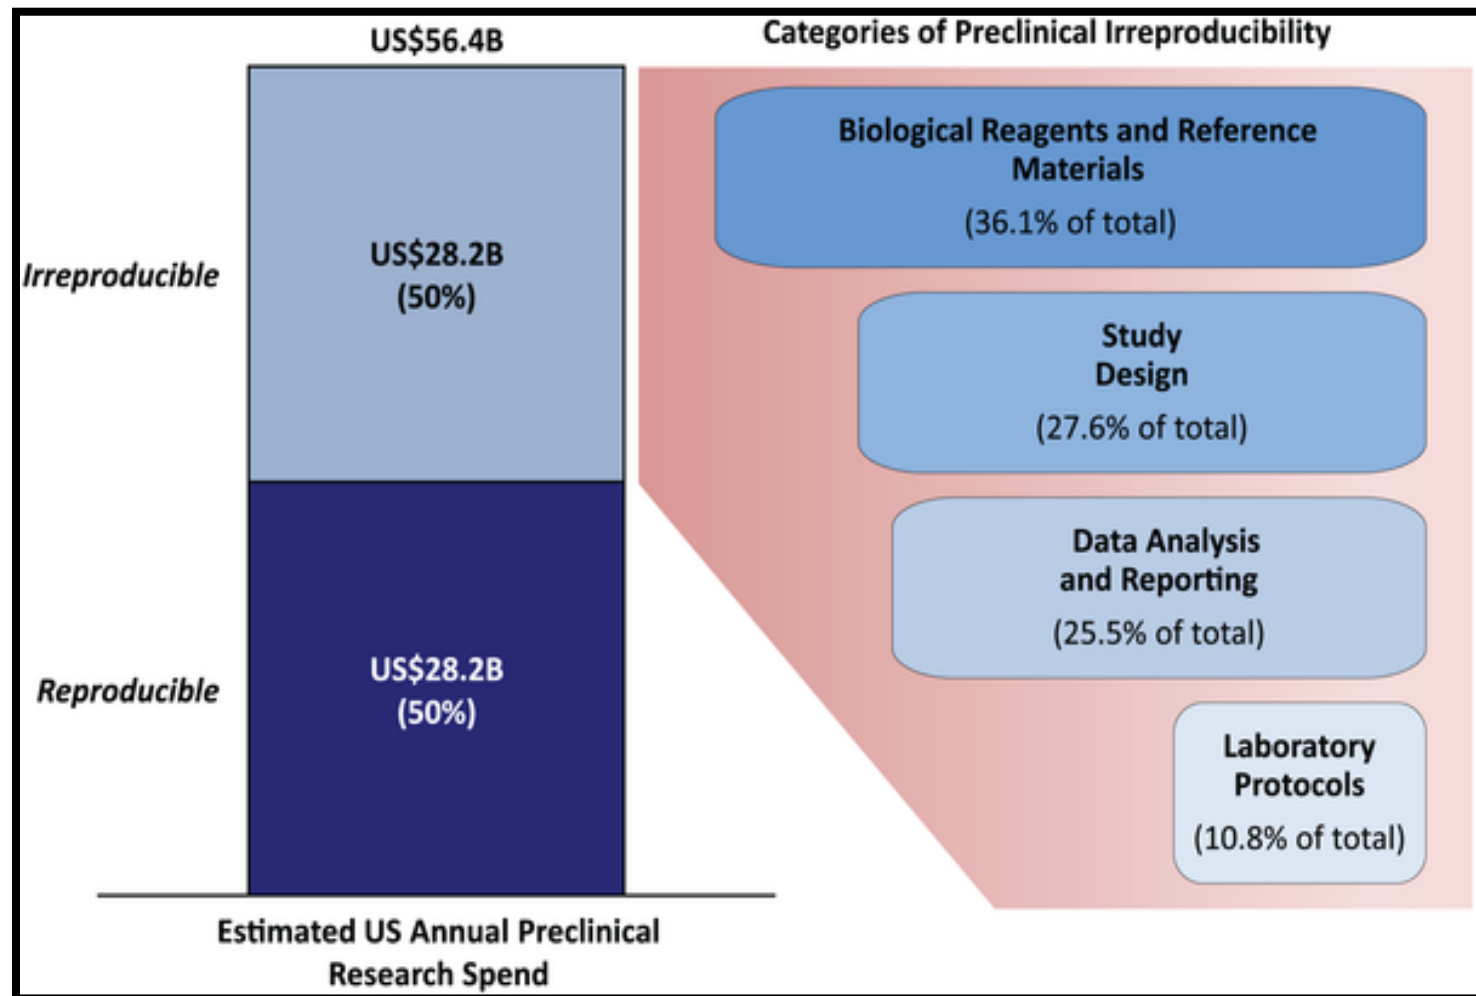 US$56.4B
Irreproducible
US$28.2B
(50%)
Reproducible
US$28.2B
(50%)
Estimated US Annual Preclinical
Research Spend
Categories of Preclinical Irreproducibility
Biological Reagents and Reference
Materials
(36.1% of total)
Study
Design
(27.6% of total)
Data Analysis
and Reporting
(25.5% of total)
Laboratory
Protocols
(10.8% of total)